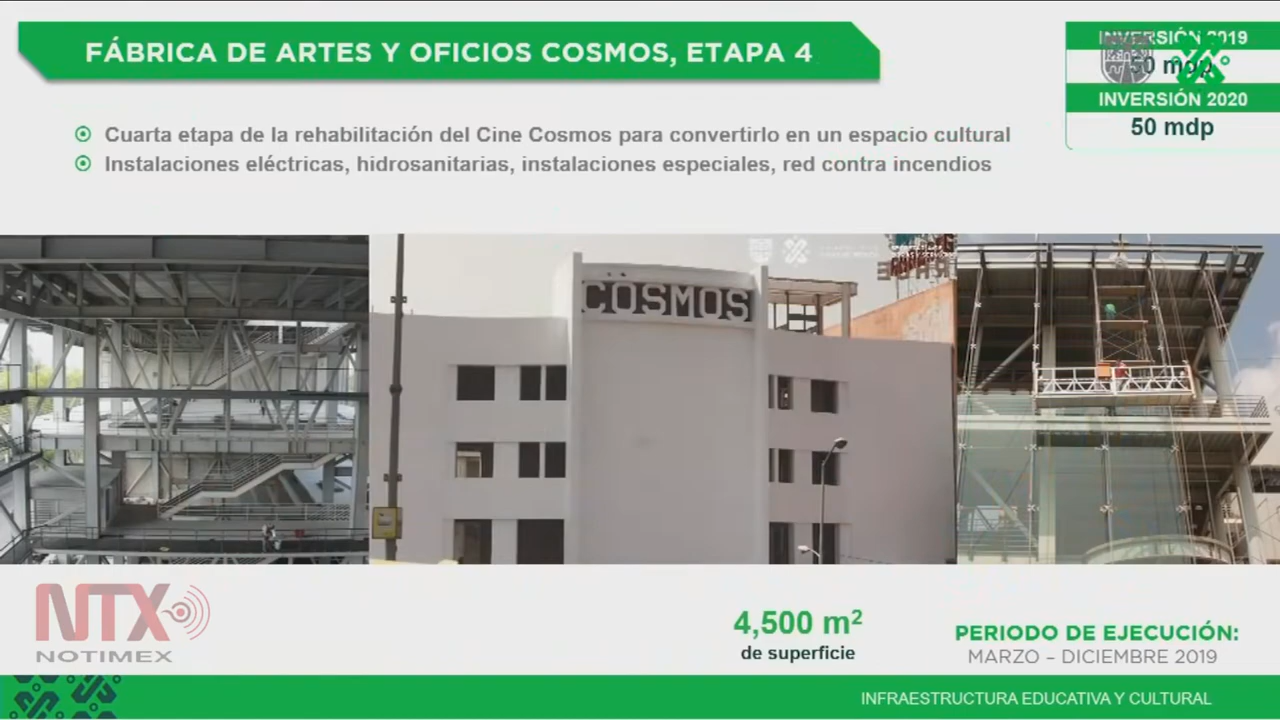 FÁBRICA DE ARTES Y OFICIOS COSMOS, ETAPA 4
INVERSIÓN 2019
50 mdp
INVERSIÓN 2020
50 mdp
Cuarta etapa de la rehabilitación del Cine Cosmos para convertirlo en un espacio cultural
Instalaciones eléctricas, hidrosanitarias, instalaciones especiales, red contra incendios
COSMOS
NTX
NOTIMEX
4,500 m²
de superficie
PERIODO DE EJECUCIÓN:
MARZO – DICIEMBRE 2019
INFRAESTRUCTURA EDUCATIVA Y CULTURAL